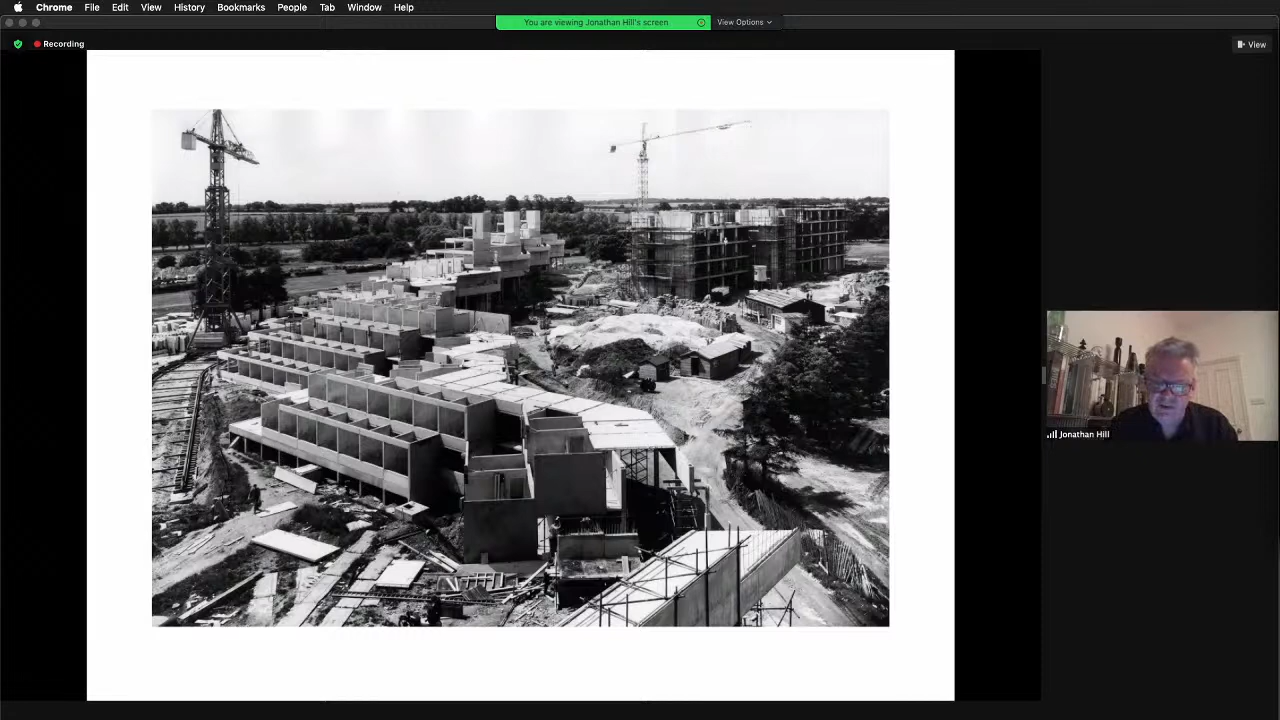 Chrome File Edit View History Bookmarks People Tab Window Help
You are viewing Jonathan Hill's screen View Options
Recording
View
Jonathan Hill